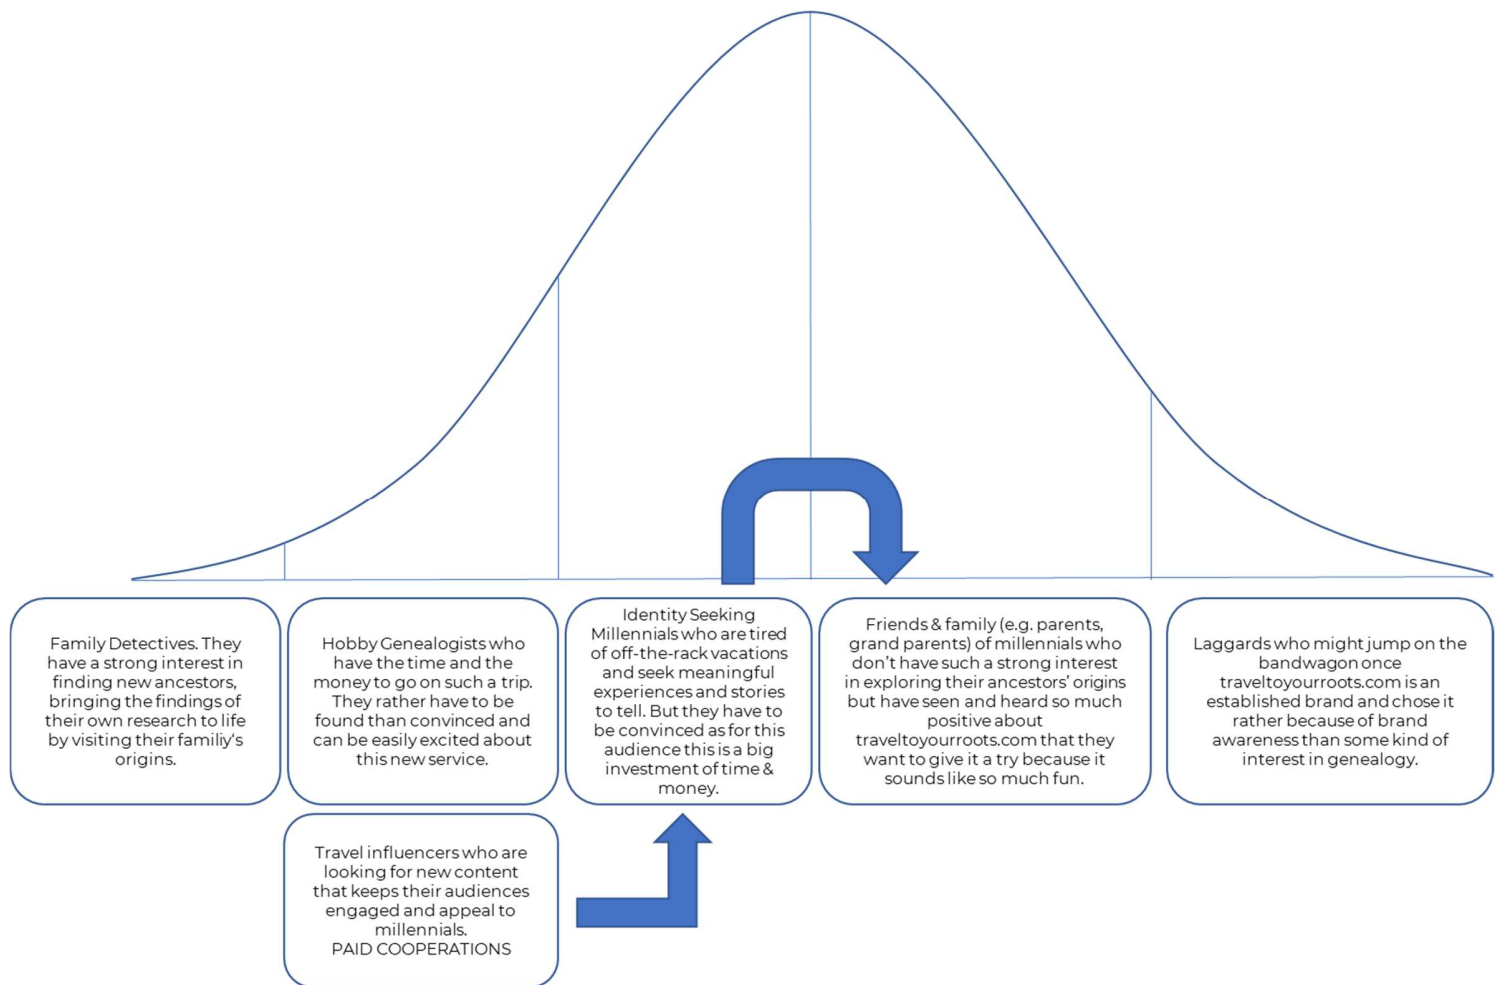 Family Detectives. They
have a strong interest in
finding new ancestors,
bringing the findings of
their own research to life
by visiting their familiy‘s
origins.
Hobby Genealogists who
have the time and the
money to go on such a trip.
They rather have to be
found than convinced and
can be easily excited about
this new service.
Identity Seeking
Millennials who are tired
of off-the-rack vacations
and seek meaningful
experiences and stories
to tell. But they have to
be convinced as for this
audience this is a big
investment of time &
money.
Friends & family (e.g. parents,
grand parents) of millennials who
don’t have such a strong interest
in exploring their ancestors’ origins
but have seen and heard so much
positive about
traveltoyourroots.com that they
want to give it a try because it
sounds like so much fun.
Laggards who might jump on the
bandwagon once
traveltoyourroots.com is an
established brand and chose it
rather because of brand
awareness than some kind of
interest in genealogy.
Travel influencers who are
looking for new content
that keeps their audiences
engaged and appeal to
millennials.
PAID COOPERATIONS